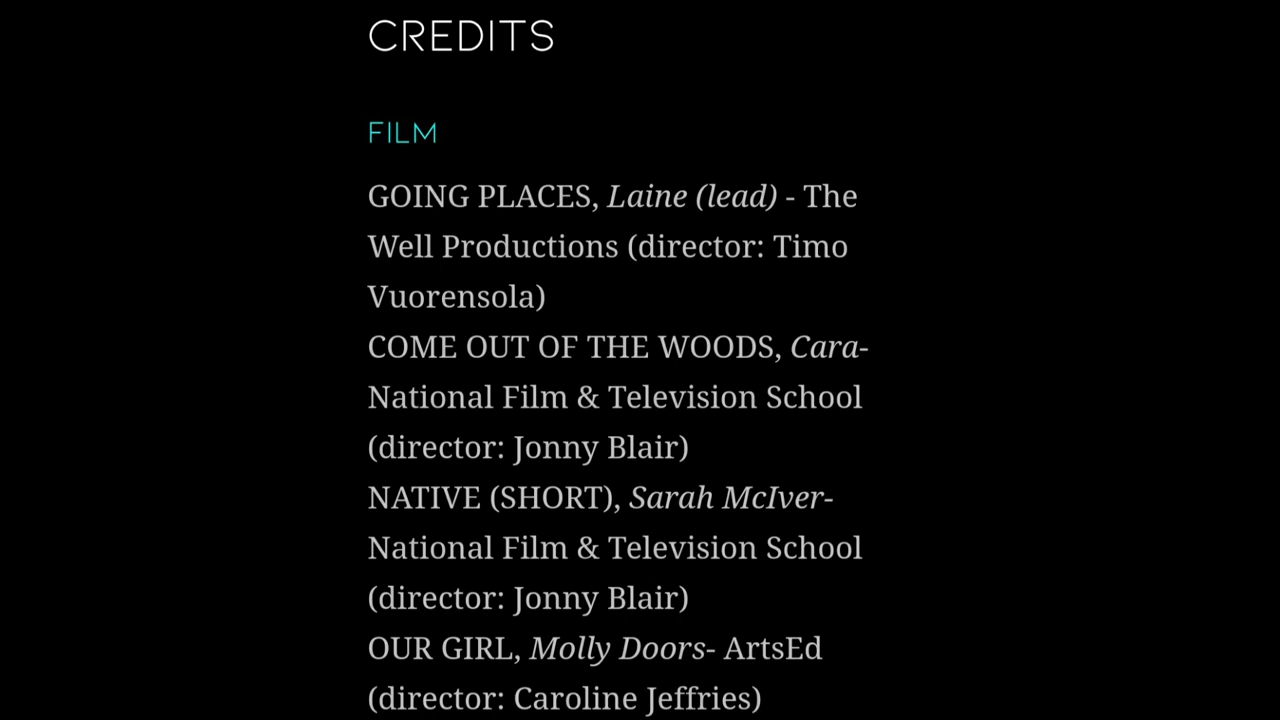 CREDITS
FILM
GOING PLACES, Laine (lead) - The
Well Productions (director: Timo
Vuorensola)
COME OUT OF THE WOODS, Cara-
National Film & Television School
(director: Jonny Blair)
NATIVE (SHORT), Sarah McIver-
National Film & Television School
(director: Jonny Blair)
OUR GIRL, Molly Doors- ArtsEd
(director: Caroline Jeffries)